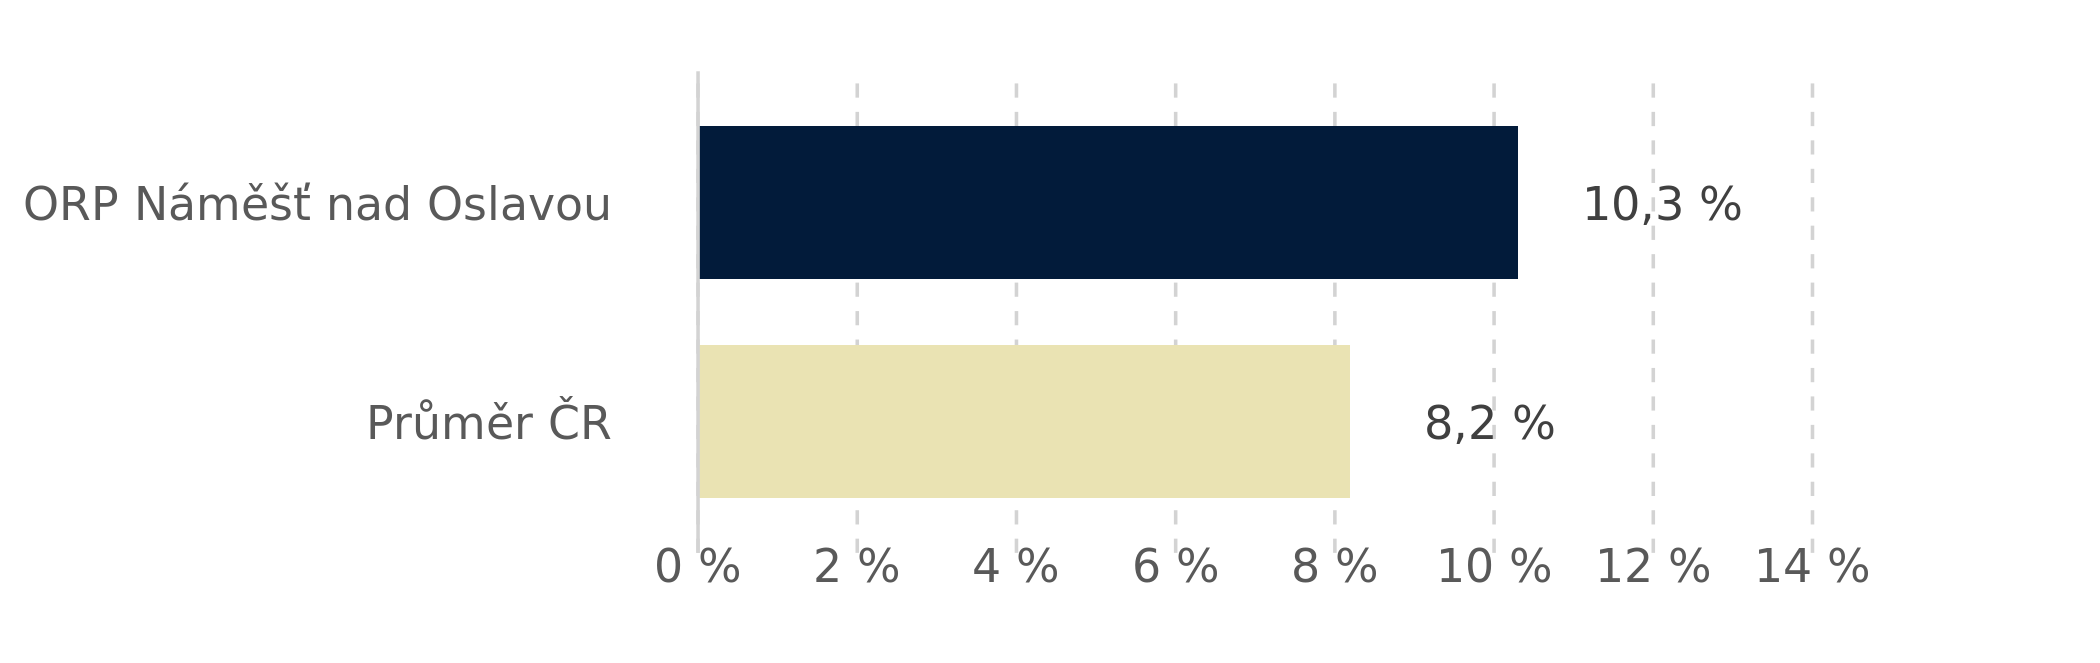 ORP Náměšť nad Oslavou
10,3 %
Průměr ČR
8,2 %
0 % 2 % 4 % 6 % 8 % 10 % 12 % 14 %